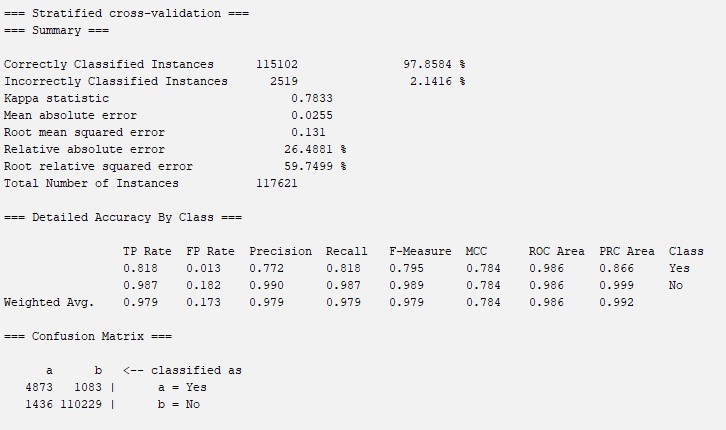 === Stratified cross-validation ===
=== Summary ===
Correctly Classified Instances 115102 97.8584 %
Incorrectly Classified Instances 2519 2.1416 %
Kappa statistic 0.7833
Mean absolute error 0.0255
Root mean squared error 0.131
Relative absolute error 26.4881 %
Root relative squared error 59.7499 %
Total Number of Instances 117621
=== Detailed Accuracy By Class ===
TP Rate FP Rate Precision Recall F-Measure MCC ROC Area PRC Area Class
0.818 0.013 0.772 0.818 0.795 0.784 0.986 0.866 Yes
0.987 0.182 0.990 0.987 0.989 0.784 0.986 0.999 No
Weighted Avg. 0.979 0.173 0.979 0.979 0.979 0.784 0.986 0.992
=== Confusion Matrix ===
a b <-- classified as
4873 1083 | a = Yes
1436 110229 | b = No